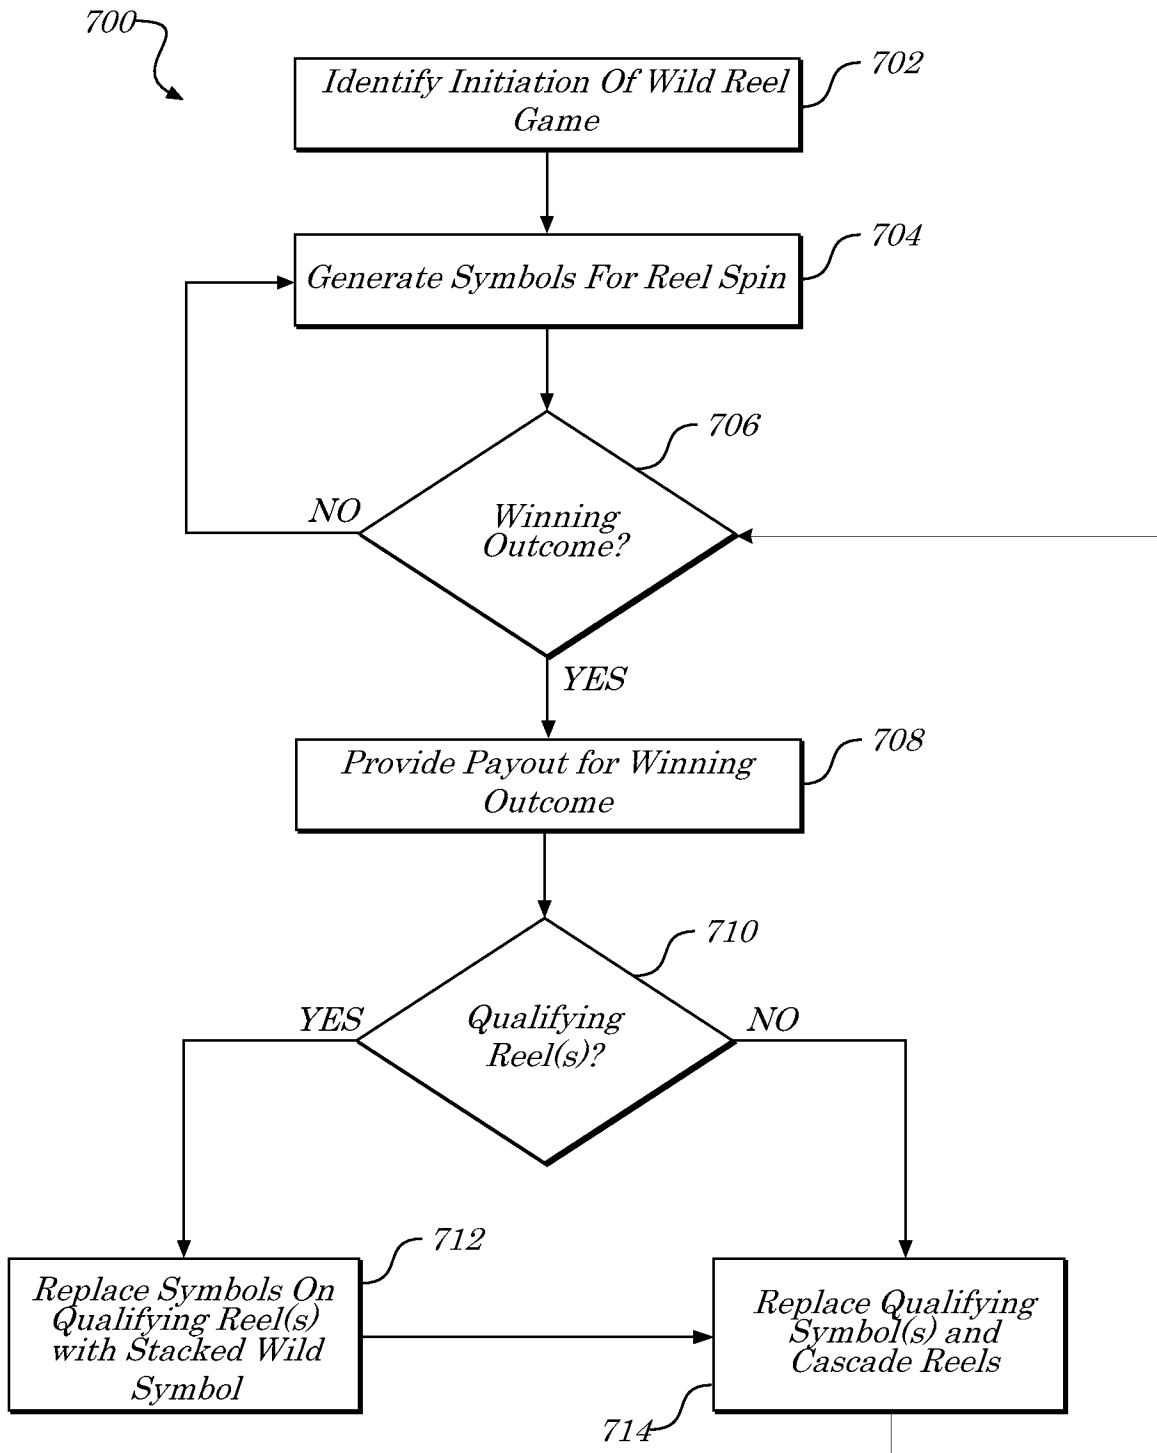 700
702
Identify Initiation Of Wild Reel
Game
704
Generate Symbols For Reel Spin
706
NO
Winning
Outcome?
YES
708
Provide Payout for Winning
Outcome
710
YES
Qualifying
Reel(s)?
NO
712
Replace Symbols On
Qualifying Reel(s)
with Stacked Wild
Symbol
Replace Qualifying
Symbol(s) and
Cascade Reels
714